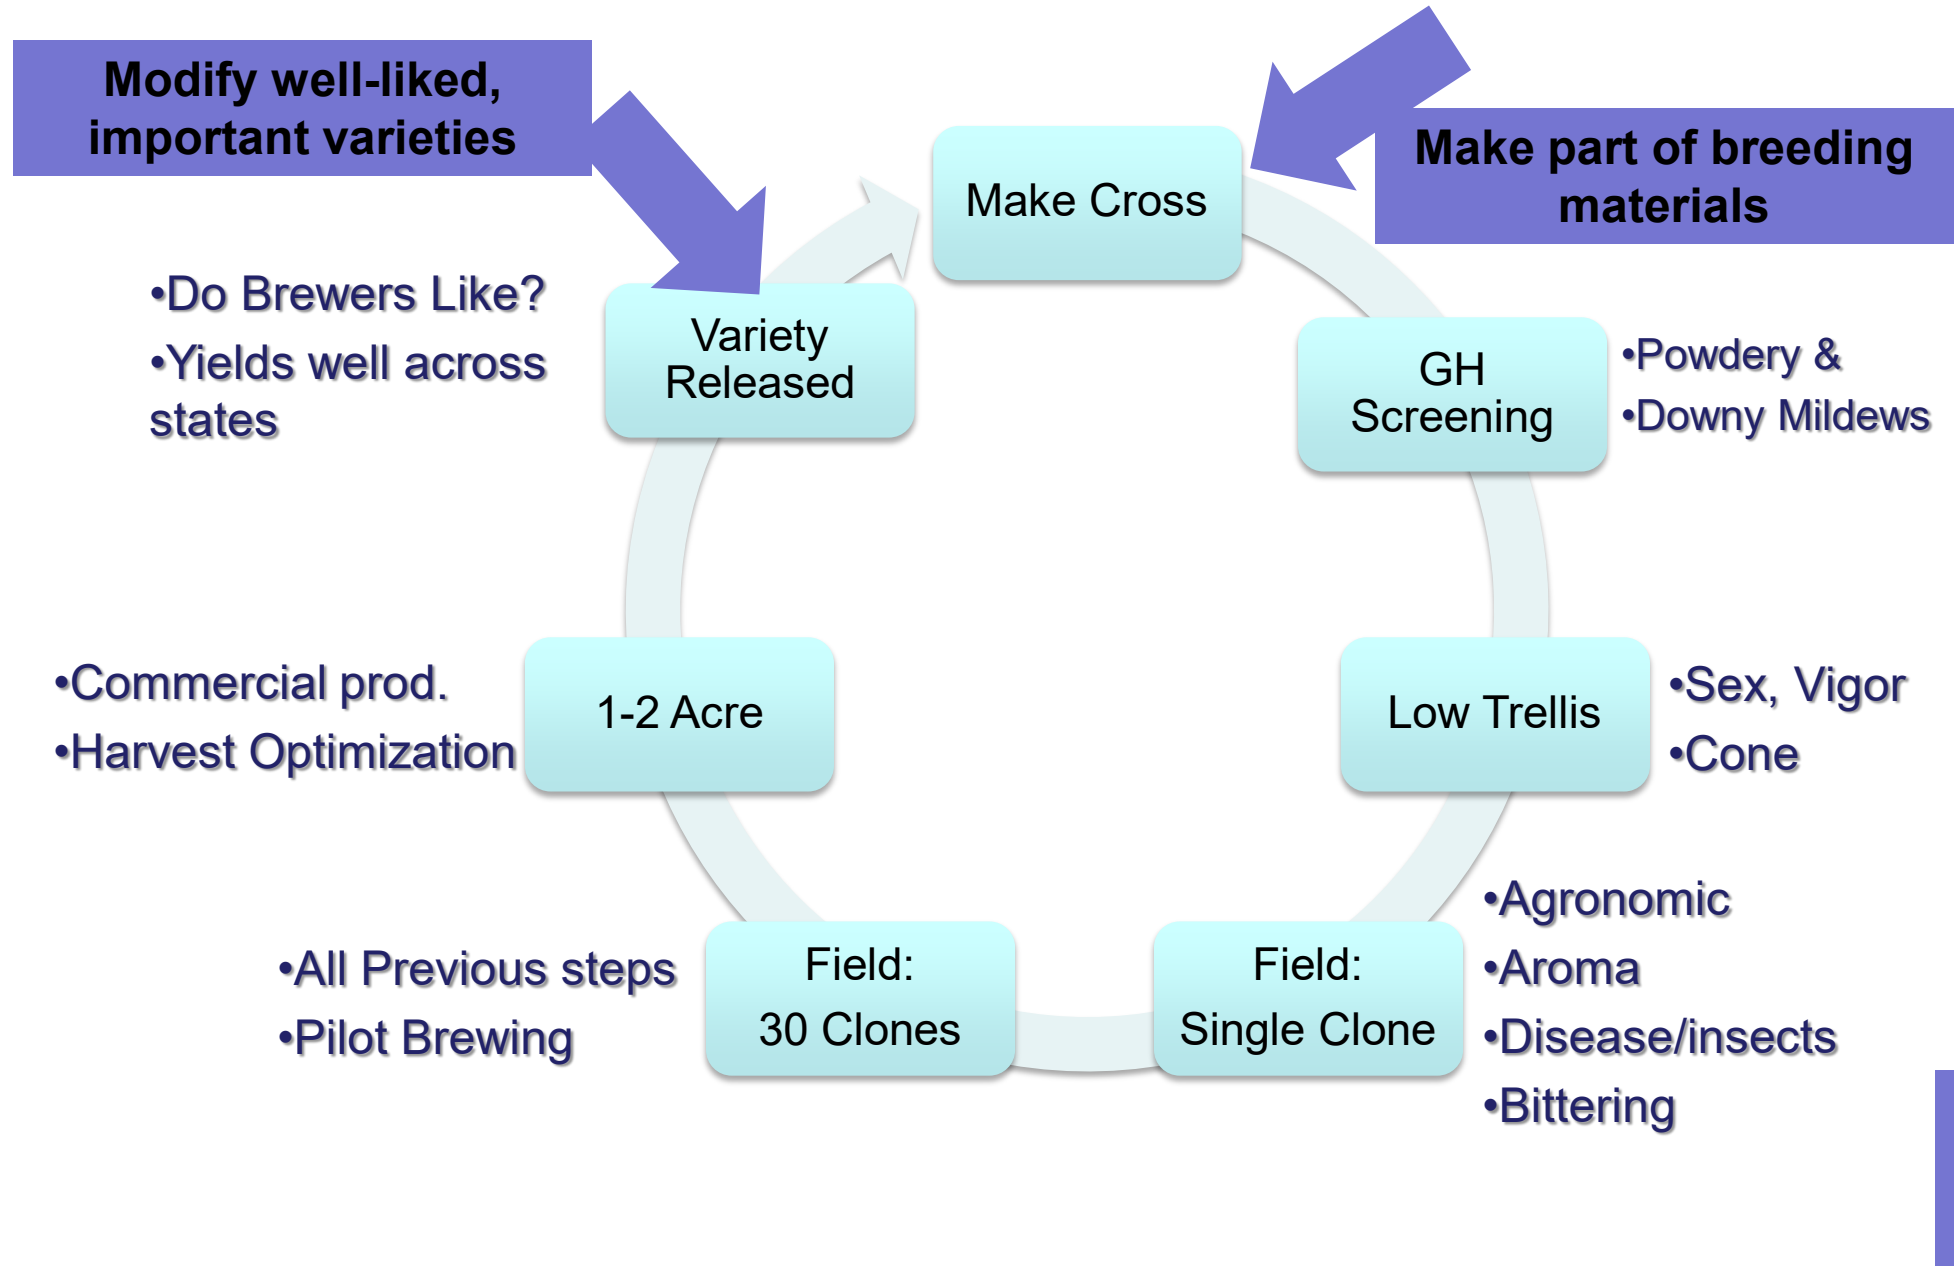 Modify well-liked,
important varieties
Make part of breeding
materials
Make Cross
GH
Screening
•Powdery &
•Downy Mildews
Low Trellis
•Sex, Vigor
•Cone
Field:
Single Clone
•Agronomic
•Aroma
•Disease/insects
•Bittering
Field:
30 Clones
•All Previous steps
•Pilot Brewing
1-2 Acre
•Commercial prod.
•Harvest Optimization
Variety
Released
•Do Brewers Like?
•Yields well across
states